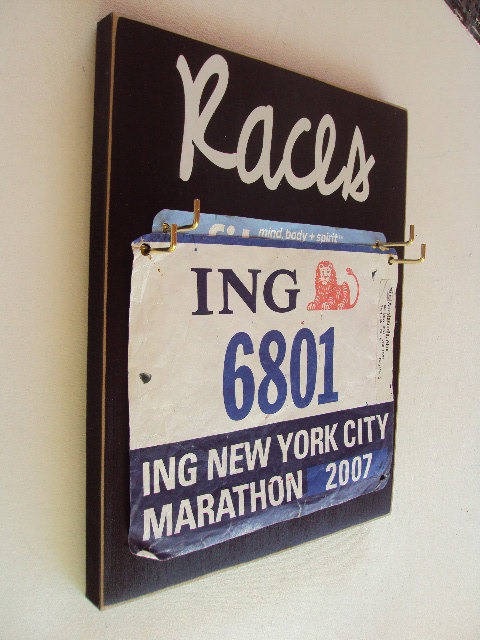 Races
mind, body + spirit
ING
6801
ING NEW YORK CITY
MARATHON 2007